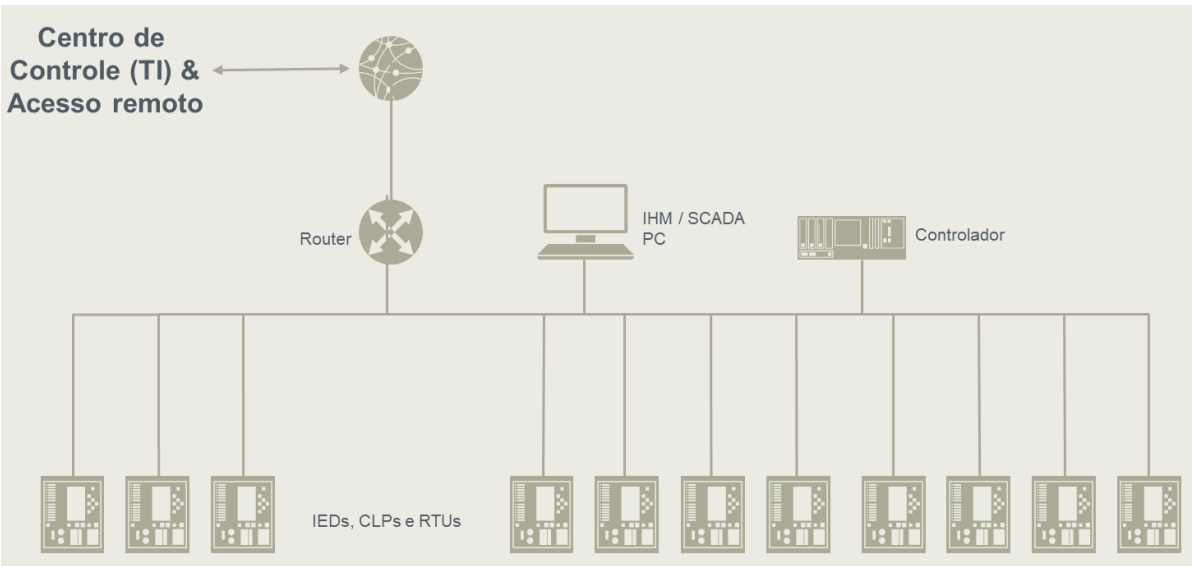 Centro de
Controle (TI) &
Acesso remoto
Router
IHM / SCADA
PC
Controlador
IEDs, CLPs e RTUs